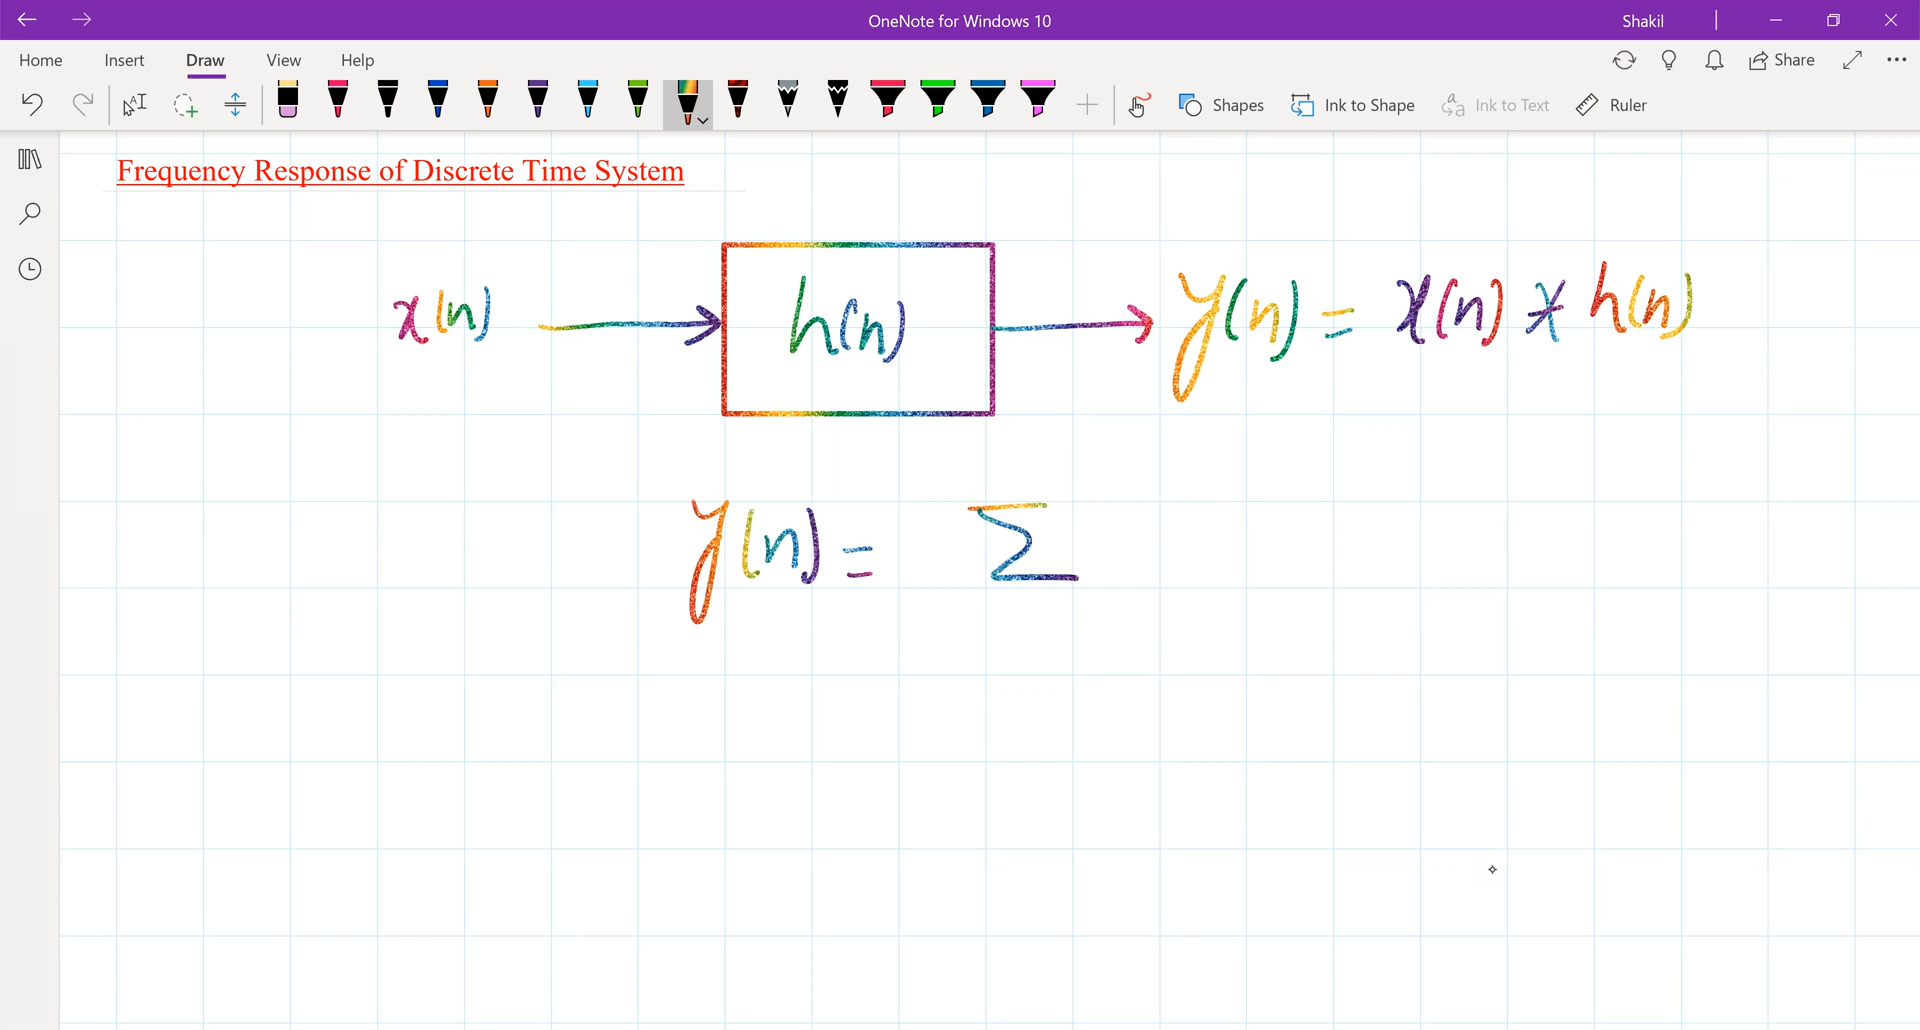 OneNote for Windows 10
Shakil
Home Insert Draw View Help
Share
Shapes Ink to Shape Ink to Text Ruler
Frequency Response of Discrete Time System
x(n) h(n) y(n) = x(n) * h(n)
y(n) = Σ